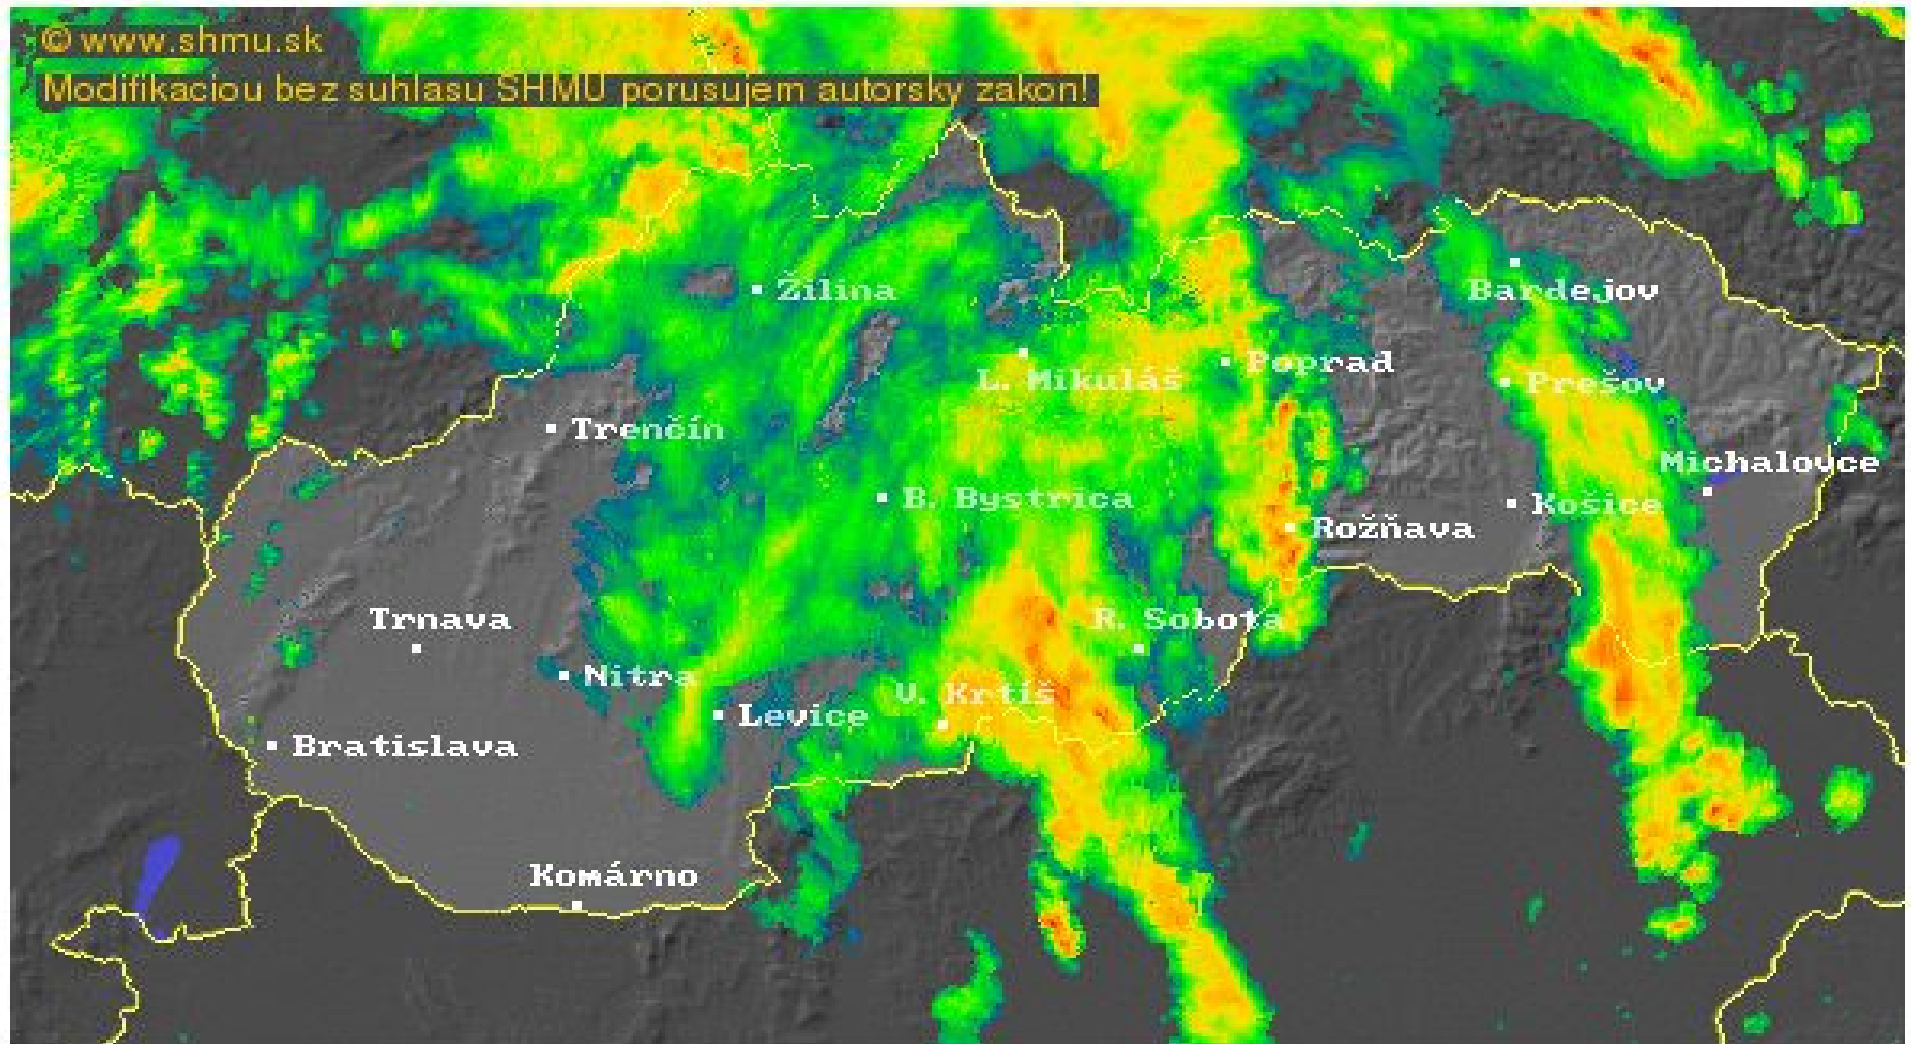 © www.shmu.sk
Modifikaciou bez suhlasu SHMU porusujem autorsky zakon!
Žilina
Bardejov
L. Mikuláš
Poprad
Prešov
Trenčín
Michalovce
B. Bystrica
Košice
Rožňava
Trnava
R. Sobota
Nitra
V. Krtíš
Levice
Bratislava
Komárno